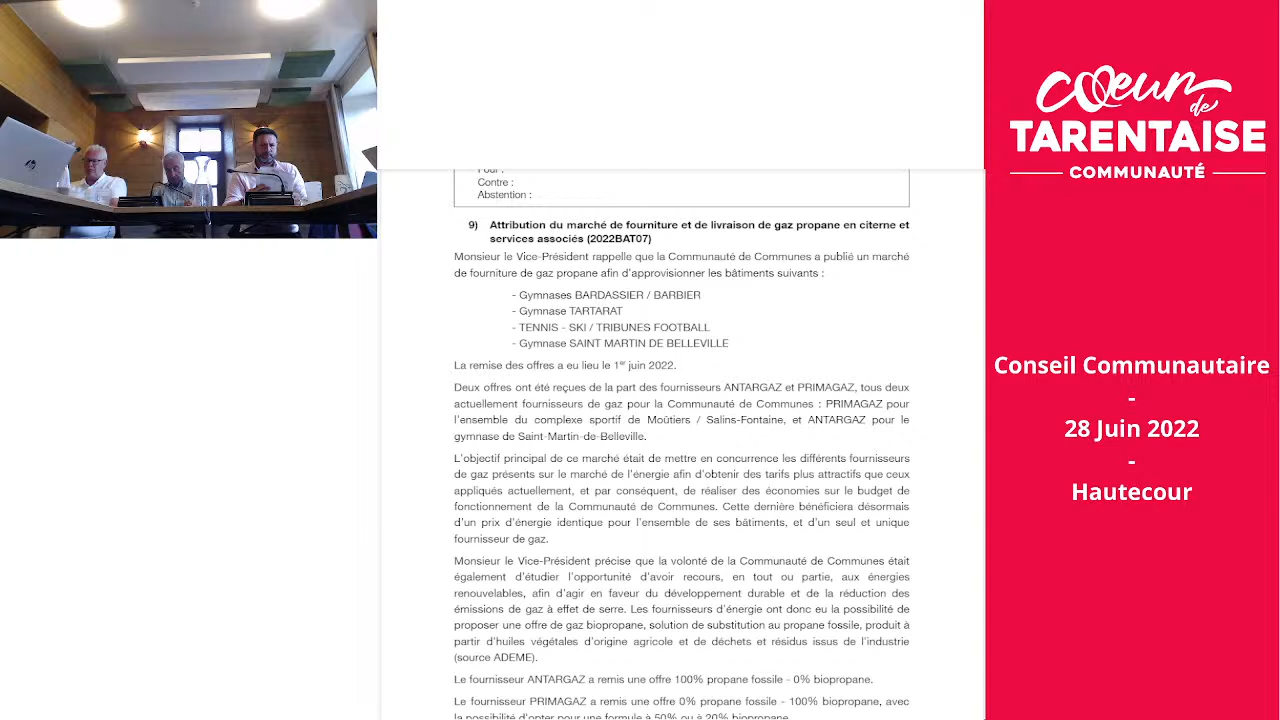 Pour :
Contre :
Abstention :
9) Attribution du marché de fourniture et de livraison de gaz propane en citerne et
services associés (2022BAT07)
Monsieur le Vice-Président rappelle que la Communauté de Communes a publié un marché
de fourniture de gaz propane afin d'approvisionner les bâtiments suivants :
- Gymnases BARDASSIER / BARBIER
- Gymnase TARTARAT
- TENNIS - SKI / TRIBUNES FOOTBALL
- Gymnase SAINT MARTIN DE BELLEVILLE
La remise des offres a eu lieu le 1er juin 2022.
Deux offres ont été reçues de la part des fournisseurs ANTARGAZ et PRIMAGAZ, tous deux
actuellement fournisseurs de gaz pour la Communauté de Communes : PRIMAGAZ pour
l'ensemble du complexe sportif de Moûtiers / Salins-Fontaine, et ANTARGAZ pour le
gymnase de Saint-Martin-de-Belleville.
L'objectif principal de ce marché était de mettre en concurrence les différents fournisseurs
de gaz présents sur le marché de l'énergie afin d'obtenir des tarifs plus attractifs que ceux
appliqués actuellement, et par conséquent, de réaliser des économies sur le budget de
fonctionnement de la Communauté de Communes. Cette dernière bénéficiera désormais
d'un prix d'énergie identique pour l'ensemble de ses bâtiments, et d'un seul et unique
fournisseur de gaz.
Monsieur le Vice-Président précise que la volonté de la Communauté de Communes était
également d'étudier l'opportunité d'avoir recours, en tout ou partie, aux énergies
renouvelables, afin d'agir en faveur du développement durable et de la réduction des
émissions de gaz à effet de serre. Les fournisseurs d'énergie ont donc eu la possibilité de
proposer une offre de gaz biopropane, solution de substitution au propane fossile, produit à
partir d'huiles végétales d'origine agricole et de déchets et résidus issus de l'industrie
(source ADEME).
Le fournisseur ANTARGAZ a remis une offre 100% propane fossile - 0% biopropane.
Le fournisseur PRIMAGAZ a remis une offre 0% propane fossile - 100% biopropane, avec
la possibilité d'opter pour une formule à 50% ou à 20% biopropane.
Cœur
de
TARENTAISE
COMMUNAUTÉ
Conseil Communautaire
-
28 Juin 2022
-
Hautecour